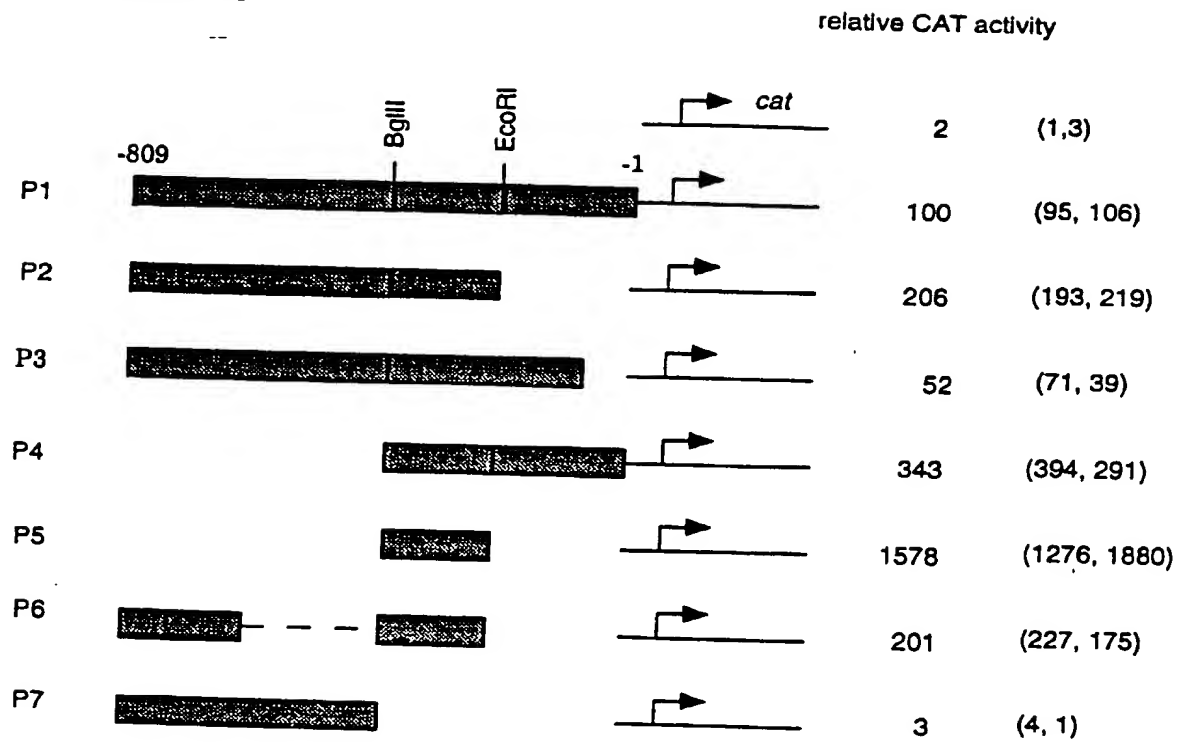 relative CAT activity
cat 2 (1,3)
BglII EcoRI
-809 -1
P1 100 (95, 106)
P2 206 (193, 219)
P3 52 (71, 39)
P4 343 (394, 291)
P5 1578 (1276, 1880)
P6 201 (227, 175)
P7 3 (4, 1)